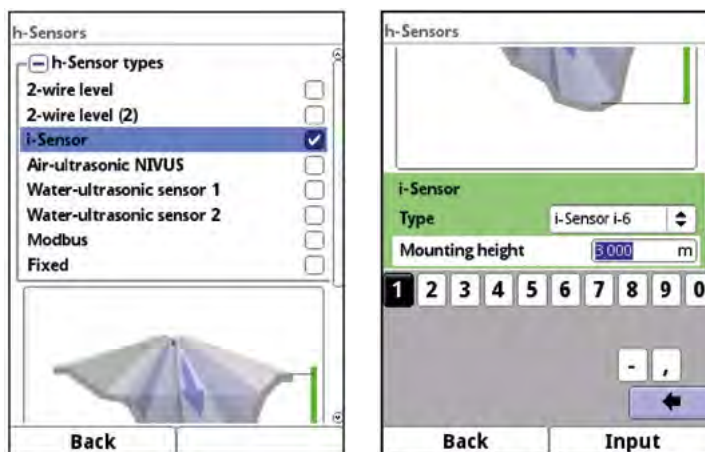 h-Sensors
h-Sensor types
2-wire level
2-wire level (2)
i-Sensor
Air-ultrasonic NIVUS
Water-ultrasonic sensor 1
Water-ultrasonic sensor 2
Modbus
Fixed
Back
h-Sensors
i-Sensor
Type i-Sensor i-6
Mounting height 3.000 m
1 2 3 4 5 6 7 8 9 0
- ,
Back Input